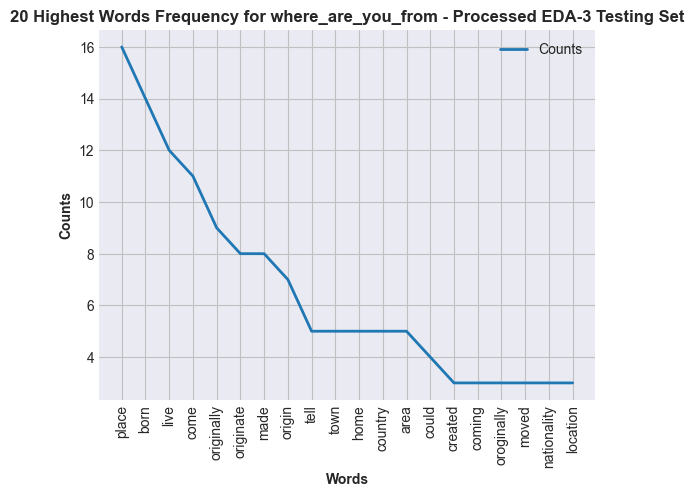 20 Highest Words Frequency for where_are_you_from - Processed EDA-3 Testing Set
Counts
16
14
12
10
8
6
4
Counts
place
born
live
come
originally
originate
made
origin
tell
town
home
country
area
could
created
coming
oroginally
moved
nationality
location
Words